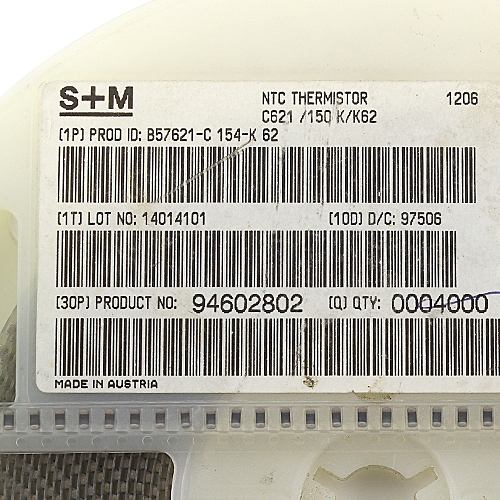 S+M NTC THERMISTOR 1206
C621 /150 K/K62
(1P) PROD ID: B57621-C 154-K 62
(1T) LOT NO: 14014101 (10D) D/C: 97506
(30P) PRODUCT NO: 94602802 (Q) QTY: 0004000
MADE IN AUSTRIA